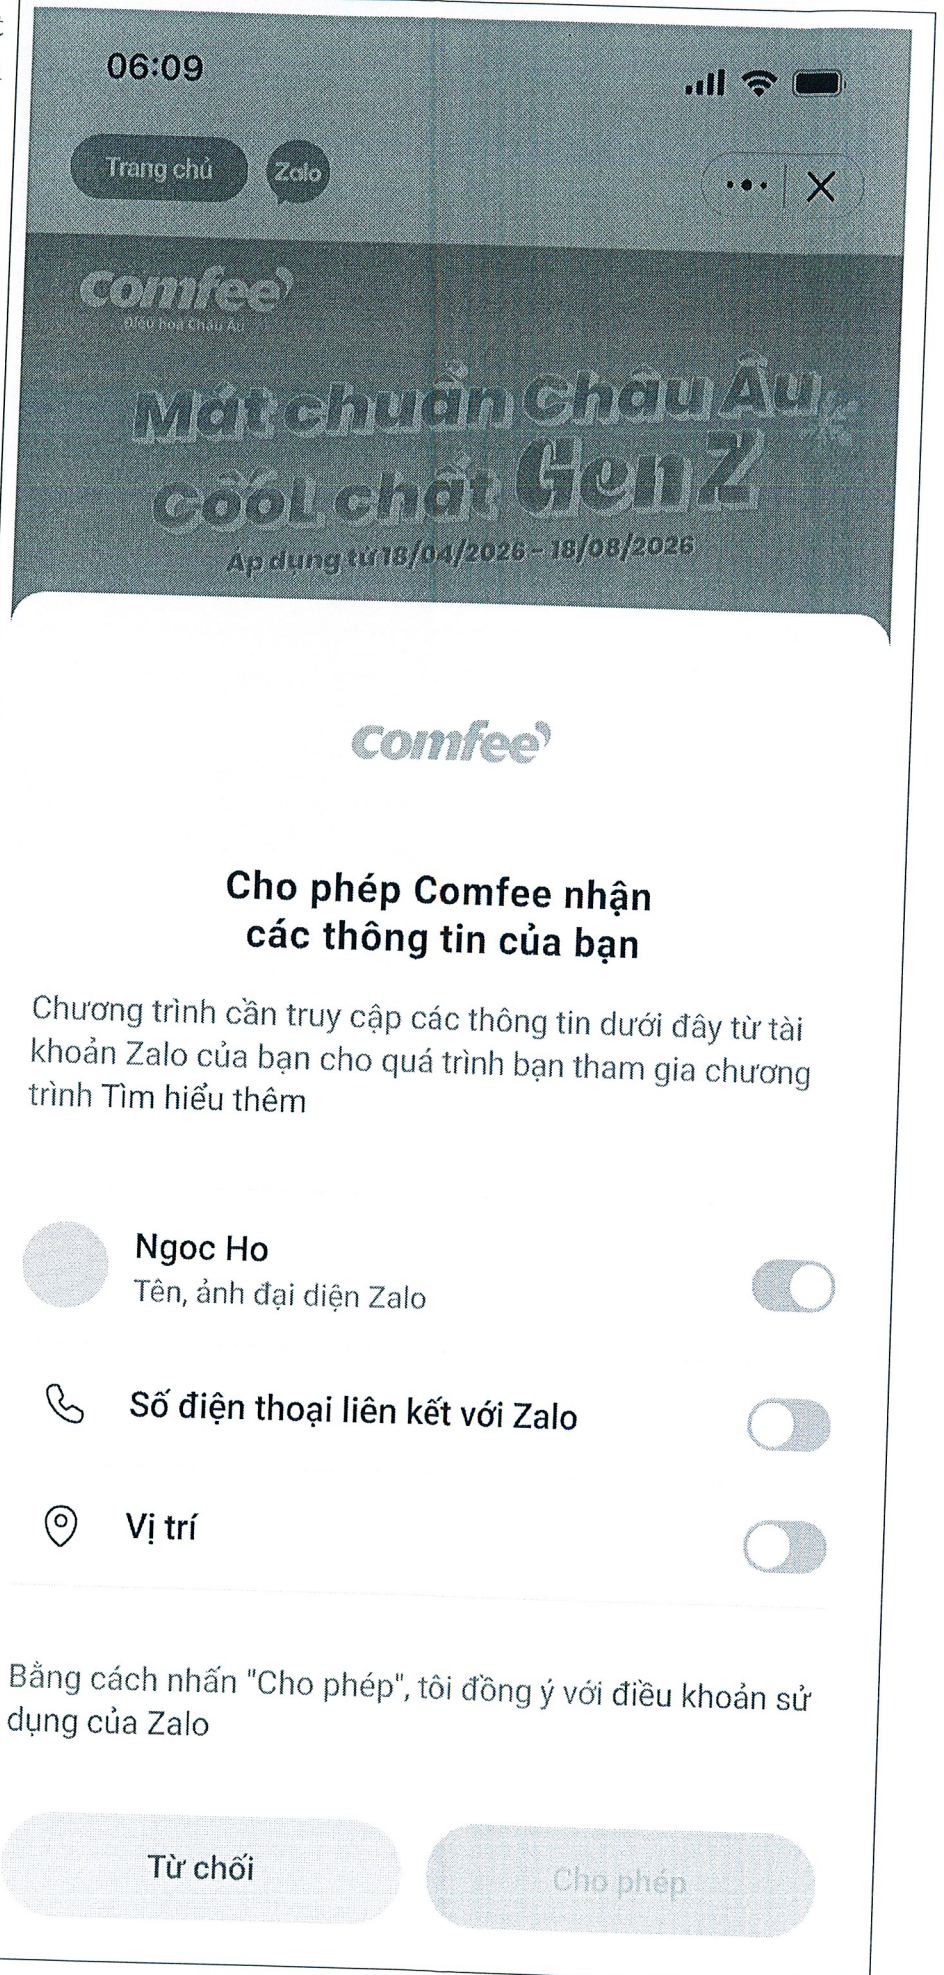 06:09
Trang chủ
Zalo
comfee
Điều hoà Châu Âu
Mát chuẩn Châu Âu
Cool chất Gen Z
Áp dụng từ 18/04/2026 - 18/08/2026
comfee
Cho phép Comfee nhận
các thông tin của bạn
Chương trình cần truy cập các thông tin dưới đây từ tài
khoản Zalo của bạn cho quá trình bạn tham gia chương
trình Tìm hiểu thêm
Ngoc Ho
Tên, ảnh đại diện Zalo
Số điện thoại liên kết với Zalo
Vị trí
Bằng cách nhấn "Cho phép", tôi đồng ý với điều khoản sử
dụng của Zalo
Từ chối
Cho phép